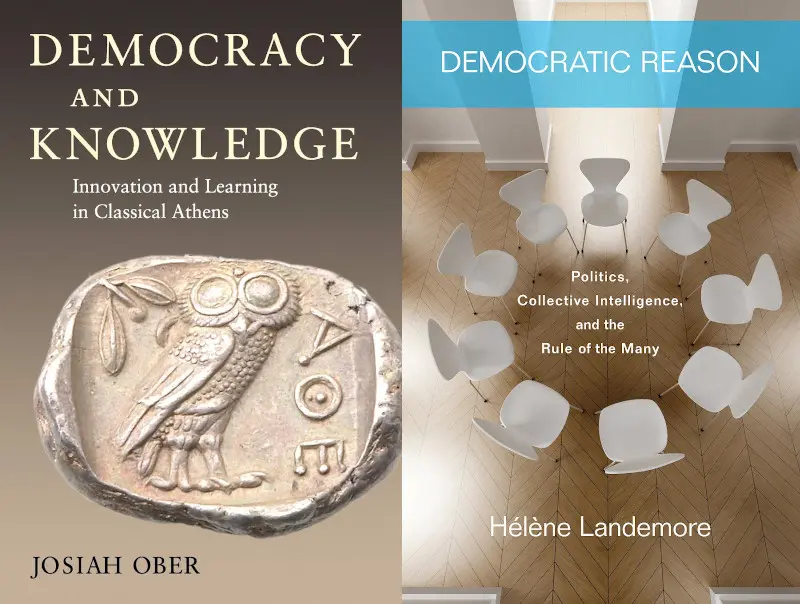 DEMOCRACY
AND
KNOWLEDGE
Innovation and Learning
in Classical Athens
ΑΘΕ
JOSIAH OBER
DEMOCRATIC REASON
Politics,
Collective Intelligence,
and the
Rule of the Many
Hélène Landemore